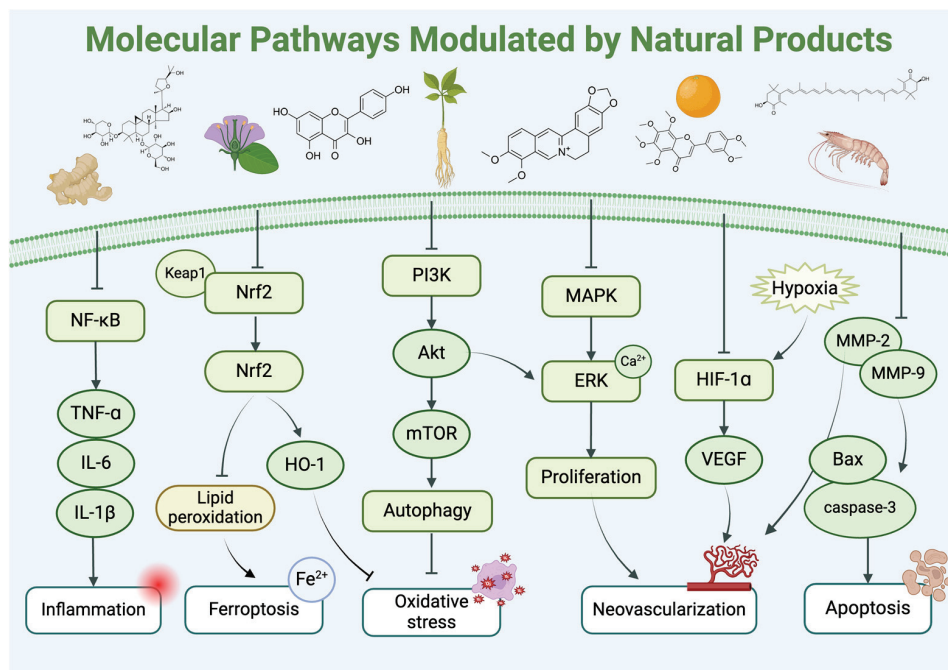 Molecular Pathways Modulated by Natural Products
Keap1
Nrf2
PI3K
MAPK
Hypoxia
NF-κB
Nrf2
Akt
ERK
Ca²⁺
HIF-1α
MMP-2
MMP-9
TNF-α
IL-6
IL-1β
HO-1
mTOR
Proliferation
VEGF
Bax
caspase-3
Lipid
peroxidation
Autophagy
Inflammation
Ferroptosis
Fe²⁺
Oxidative
stress
Neovascularization
Apoptosis